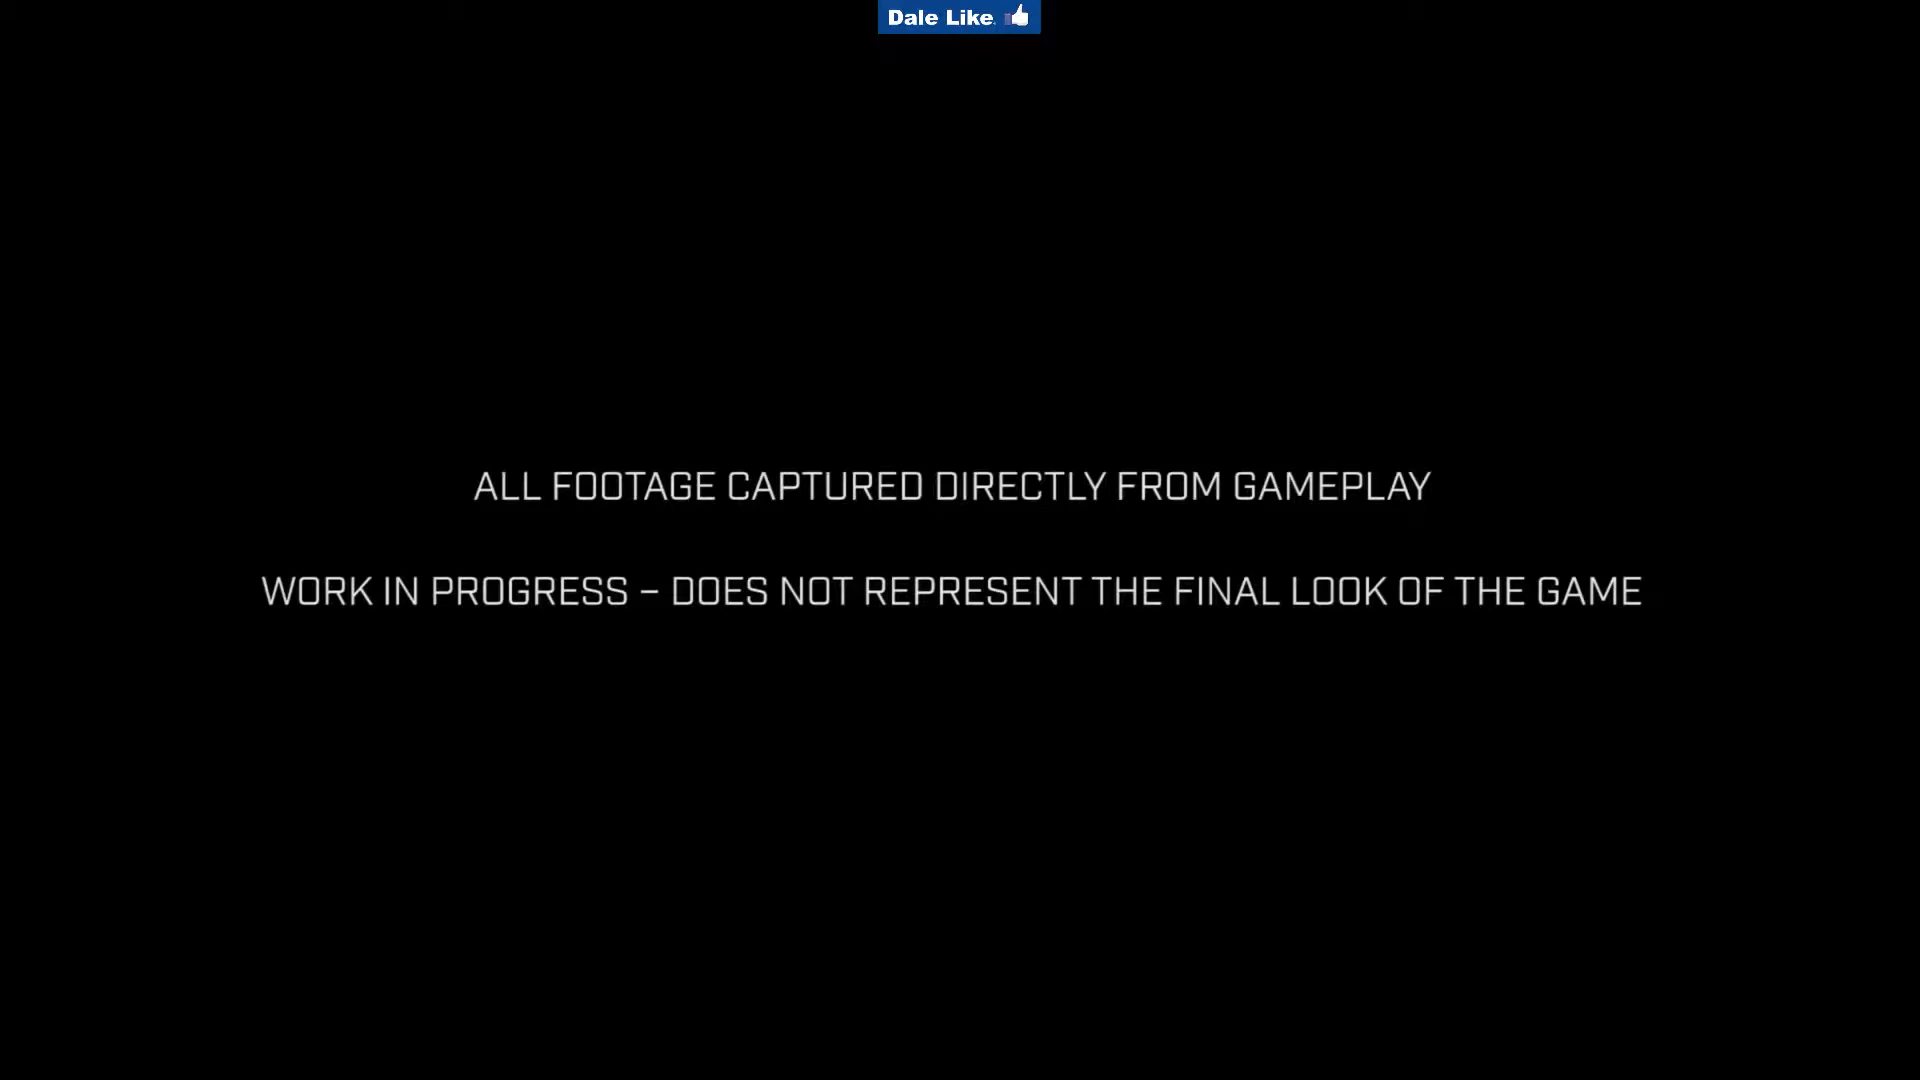 Dale Like.
ALL FOOTAGE CAPTURED DIRECTLY FROM GAMEPLAY
WORK IN PROGRESS – DOES NOT REPRESENT THE FINAL LOOK OF THE GAME